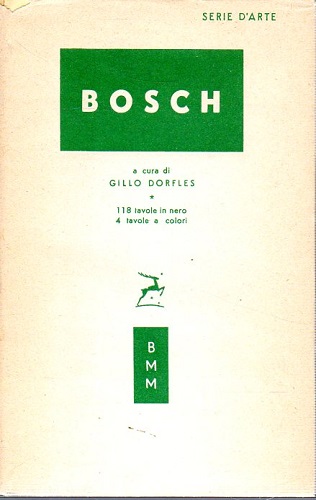 SERIE D'ARTE
BOSCH
a cura di
GILLO DORFLES
*
118 tavole in nero
4 tavole a colori
B
M
M